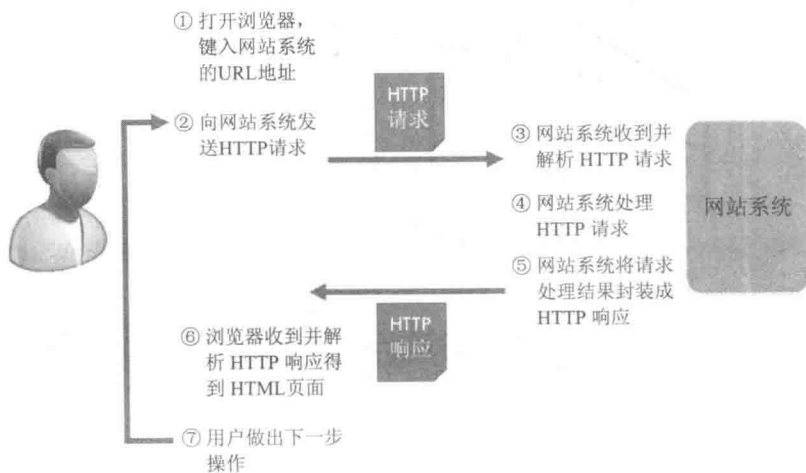 ① 打开浏览器，
键入网站系统
的URL地址
HTTP
请求
② 向网站系统发
送HTTP请求
③ 网站系统收到并
解析 HTTP 请求
④ 网站系统处理
HTTP 请求
网站系统
⑤ 网站系统将请求
处理结果封装成
HTTP 响应
HTTP
响应
⑥ 浏览器收到并解
析 HTTP 响应得
到 HTML页面
⑦ 用户做出下一步
操作